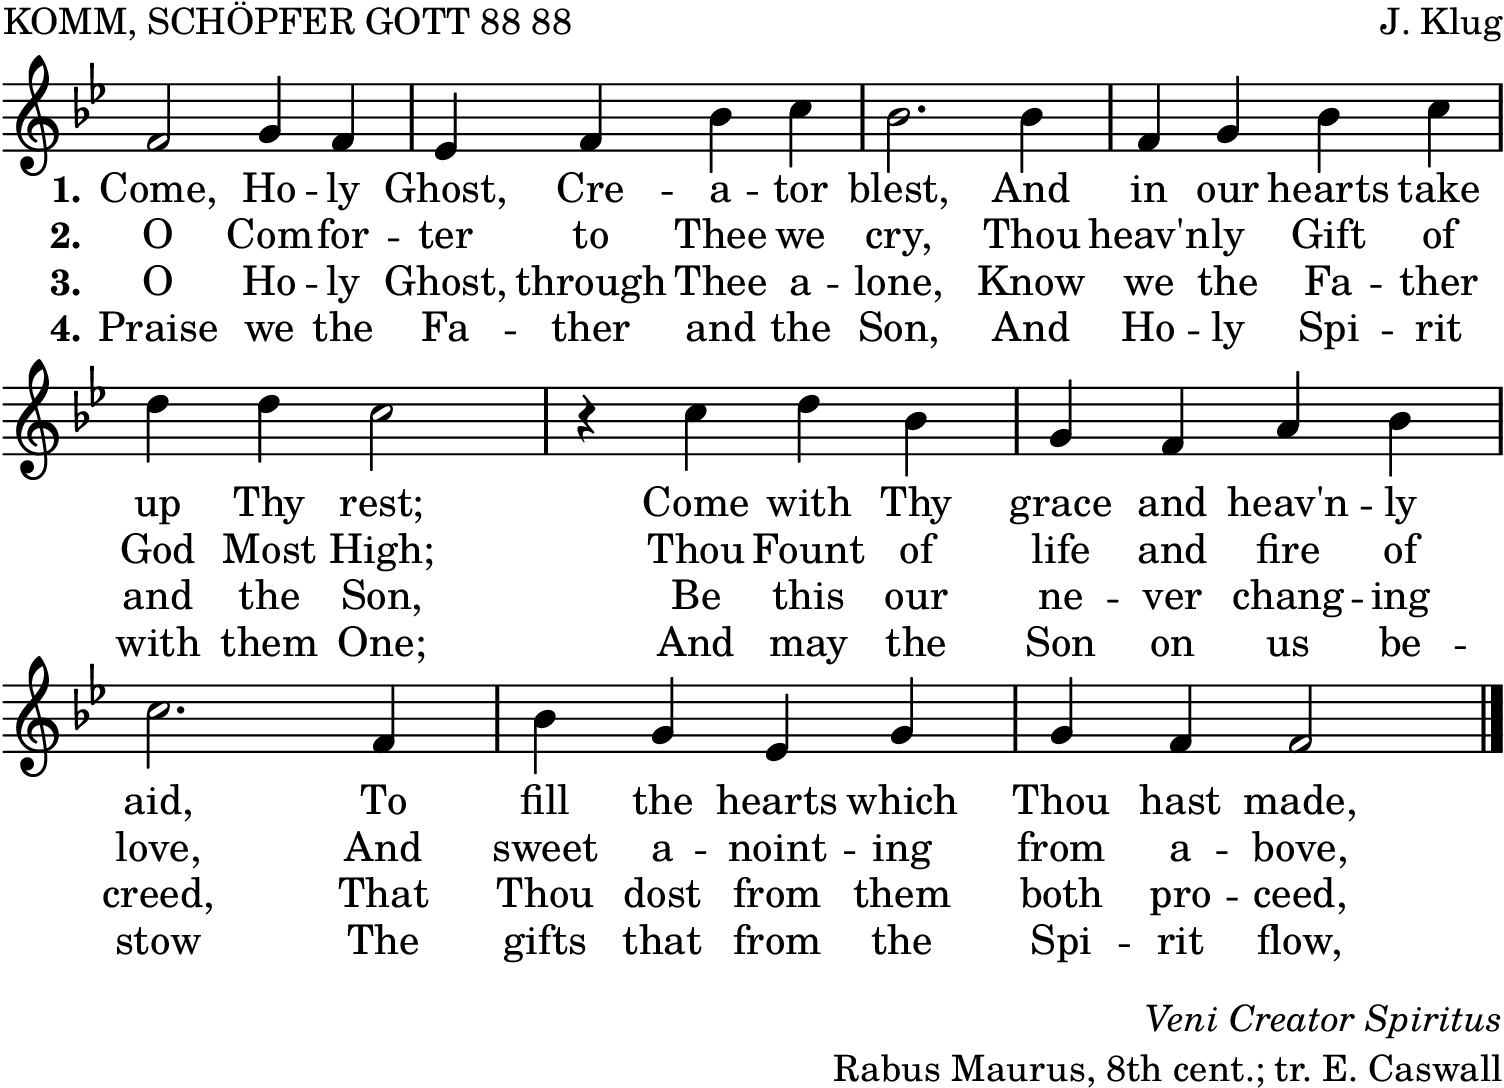 KOMM, SCHÖPFER GOTT 88 88 J. Klug
1. Come, Ho -- ly Ghost, Cre -- a -- tor blest, And in our hearts take
2. O Com -- for -- ter to Thee we cry, Thou heav'nly Gift of
3. O Ho -- ly Ghost, through Thee a -- lone, Know we the Fa -- ther
4. Praise we the Fa -- ther and the Son, And Ho -- ly Spi -- rit
up Thy rest; Come with Thy grace and heav'n -- ly
God Most High; Thou Fount of life and fire of
and the Son, Be this our ne -- ver chang -- ing
with them One; And may the Son on us be --
aid, To fill the hearts which Thou hast made,
love, And sweet a -- noint -- ing from a -- bove,
creed, That Thou dost from them both pro -- ceed,
stow The gifts that from the Spi -- rit flow,
Veni Creator Spiritus
Rabus Maurus, 8th cent.; tr. E. Caswall